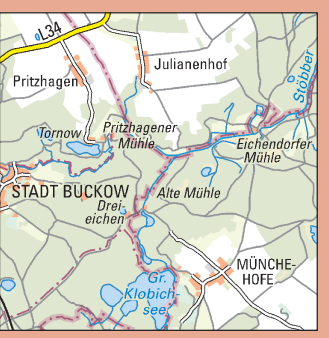 L34
Julianenhof
Pritzhagen
Stöbber
Tornow
Pritzhagener
Mühle
Eichendorfer
Mühle
STADT BUCKOW
Alte Mühle
Drei-
eichen
MÜNCHE-
HOFE
Gr.
Klobich-
see